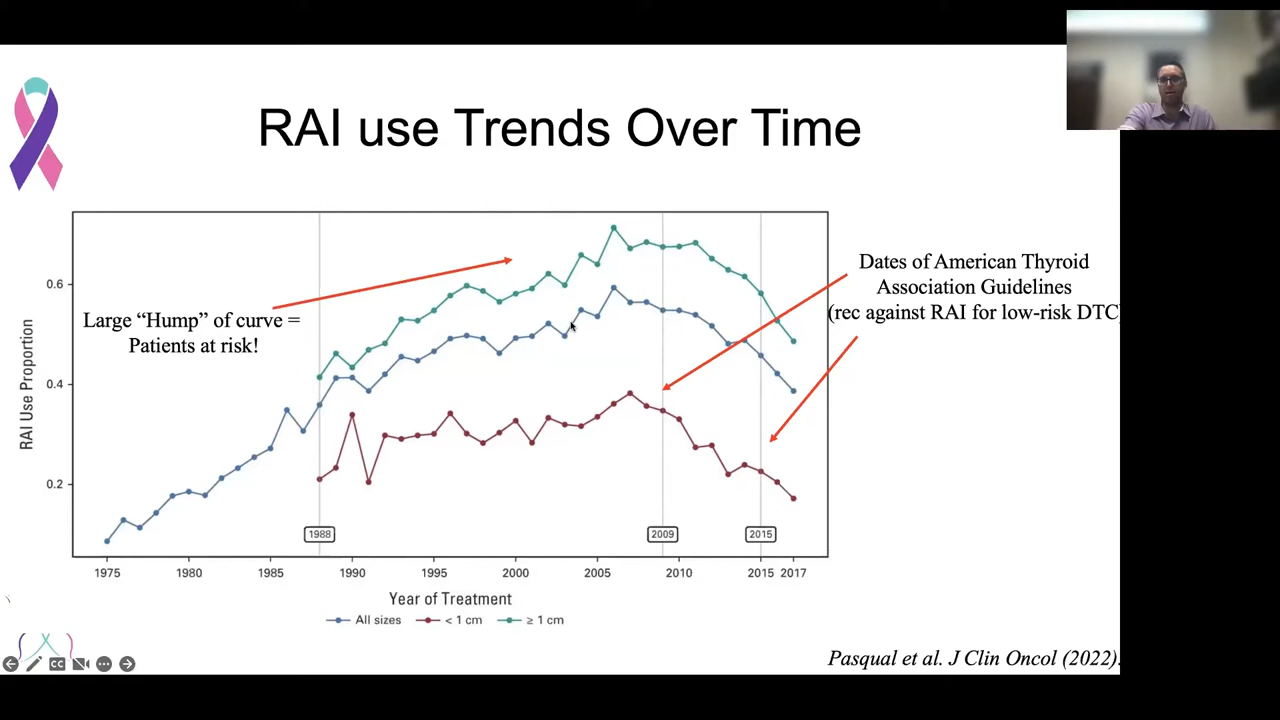 RAI use Trends Over Time
Large “Hump” of curve =
Patients at risk!
Dates of American Thyroid
Association Guidelines
(rec against RAI for low-risk DTC)
RAI Use Proportion
0.6
0.4
0.2
1988
2009
2015
1975
1980
1985
1990
1995
2000
2005
2010
2015
2017
Year of Treatment
All sizes
< 1 cm
≥ 1 cm
CC
Pasqual et al. J Clin Oncol (2022).